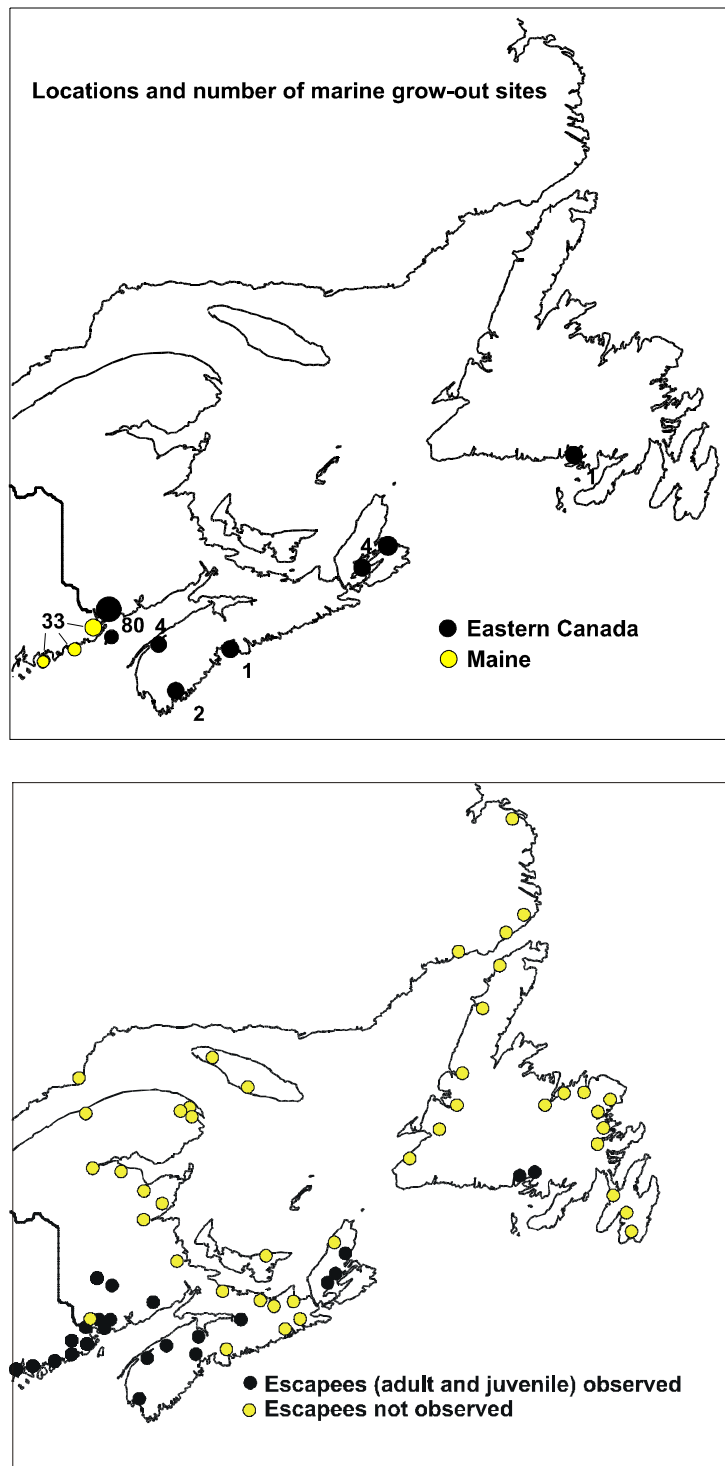 Locations and number of marine grow-out sites
1
4
33
80
4
1
2
Eastern Canada
Maine
Escapees (adult and juvenile) observed
Escapees not observed